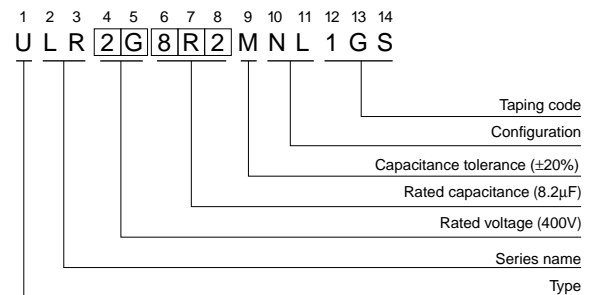 1 2 3 4 5 6 7 8 9 10 11 12 13 14
U L R 2 G 8 R 2 M N L 1 G S
Taping code
Configuration
Capacitance tolerance (±20%)
Rated capacitance (8.2μF)
Rated voltage (400V)
Series name
Type